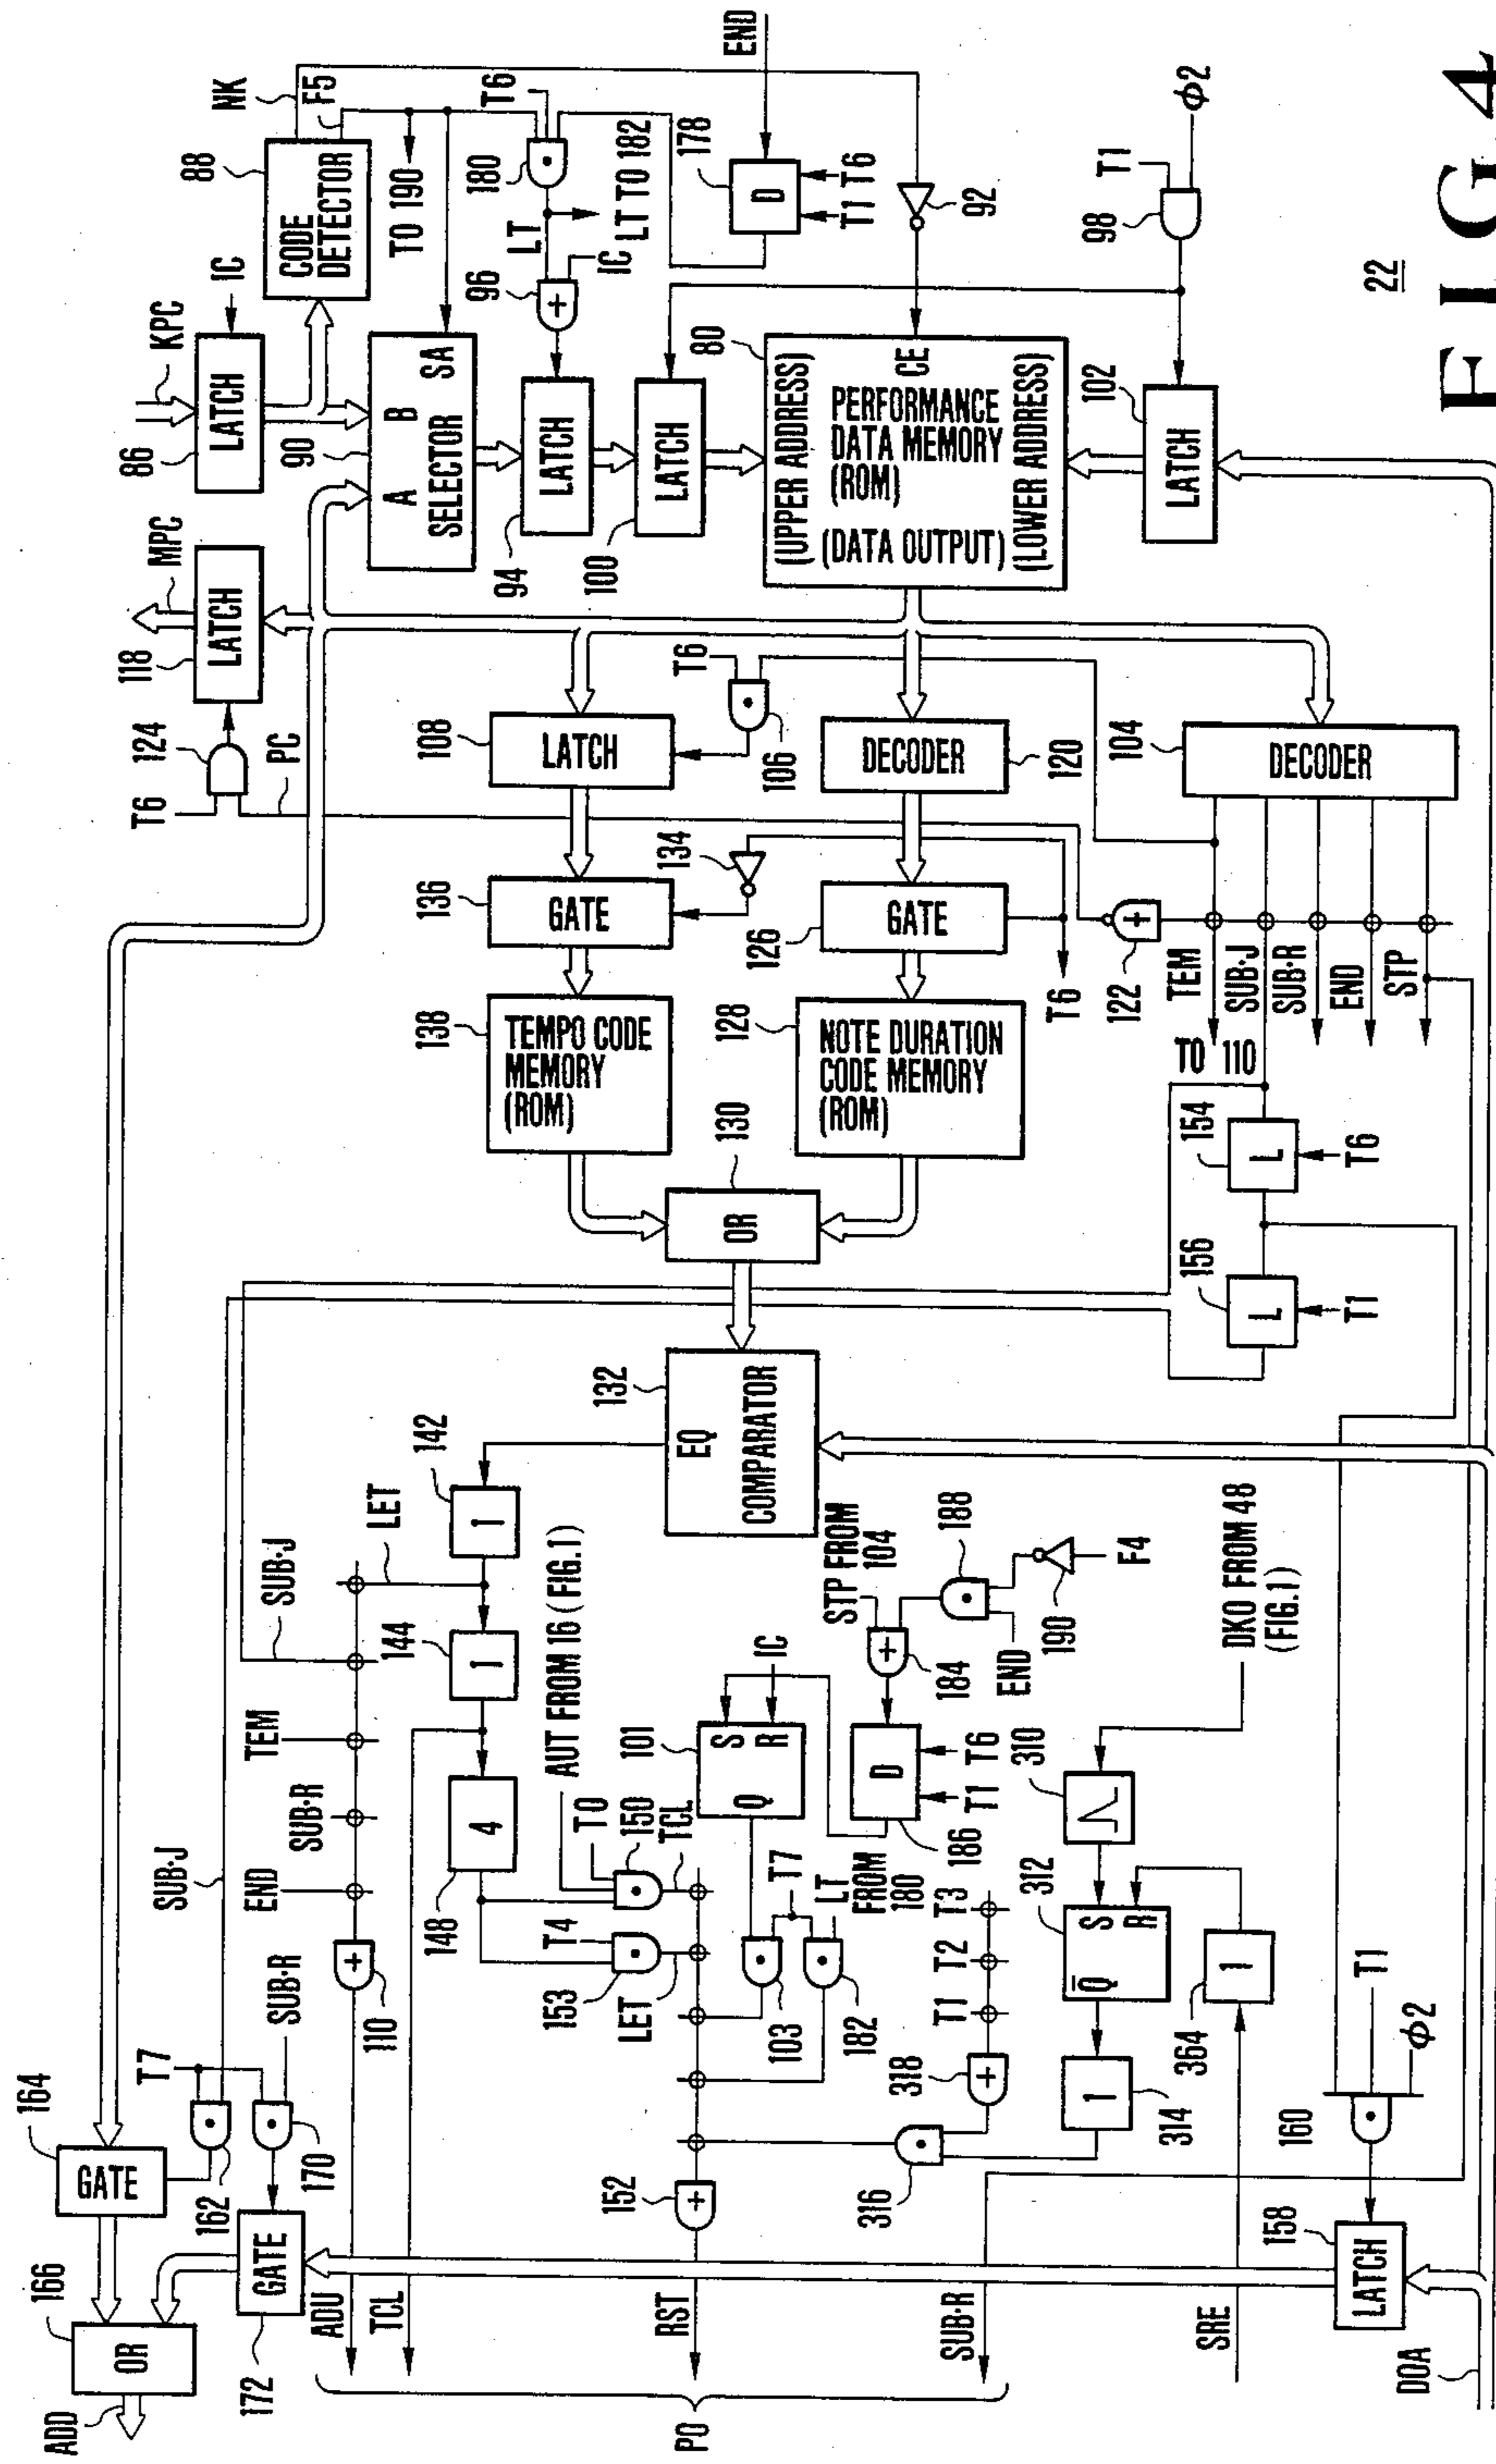 166
OR
ADD
164
GATE
162
T7
SUB·R
170
GATE
172
SUB·J
ADU
110
END
SUB·R
TEM
SUB·J
LET
144
1
142
1
TCL
148
4
AUT FROM 16 (FIG.1)
T0
150
TCL
T4
153
LET
T7
103
LT
FROM
180
182
152
RST
PO
101
S
Q
R
IC
STP FROM
104
184
188
END
190
F4
186
D
T1
T6
T1
T2
T3
318
316
SUB·R
314
1
312
S
Q̄
R
310
DKO FROM 48
(FIG.1)
364
1
SRE
160
T1
φ2
158
LATCH
DOA
132
EQ
COMPARATOR
130
OR
138
TEMPO CODE
MEMORY
(ROM)
128
NOTE DURATION
CODE MEMORY
(ROM)
136
GATE
134
126
GATE
T6
108
LATCH
T6
106
DECODER
120
104
DECODER
122
TEM
SUB·J
SUB·R
END
STP
TO 110
154
L
T6
156
L
T1
T6
124
PC
118
LATCH
MPC
86
LATCH
KPC
IC
88
CODE
DETECTOR
NK
F5
TO 190
90
A
B
SELECTOR
SA
T6
180
LT
LT TO 182
96
IC
94
LATCH
100
LATCH
178
D
T1
T6
END
92
80
(UPPER ADDRESS)
CE
PERFORMANCE
DATA MEMORY
(ROM)
(DATA OUTPUT)
(LOWER ADDRESS)
98
T1
φ2
102
LATCH
22
FIG.4